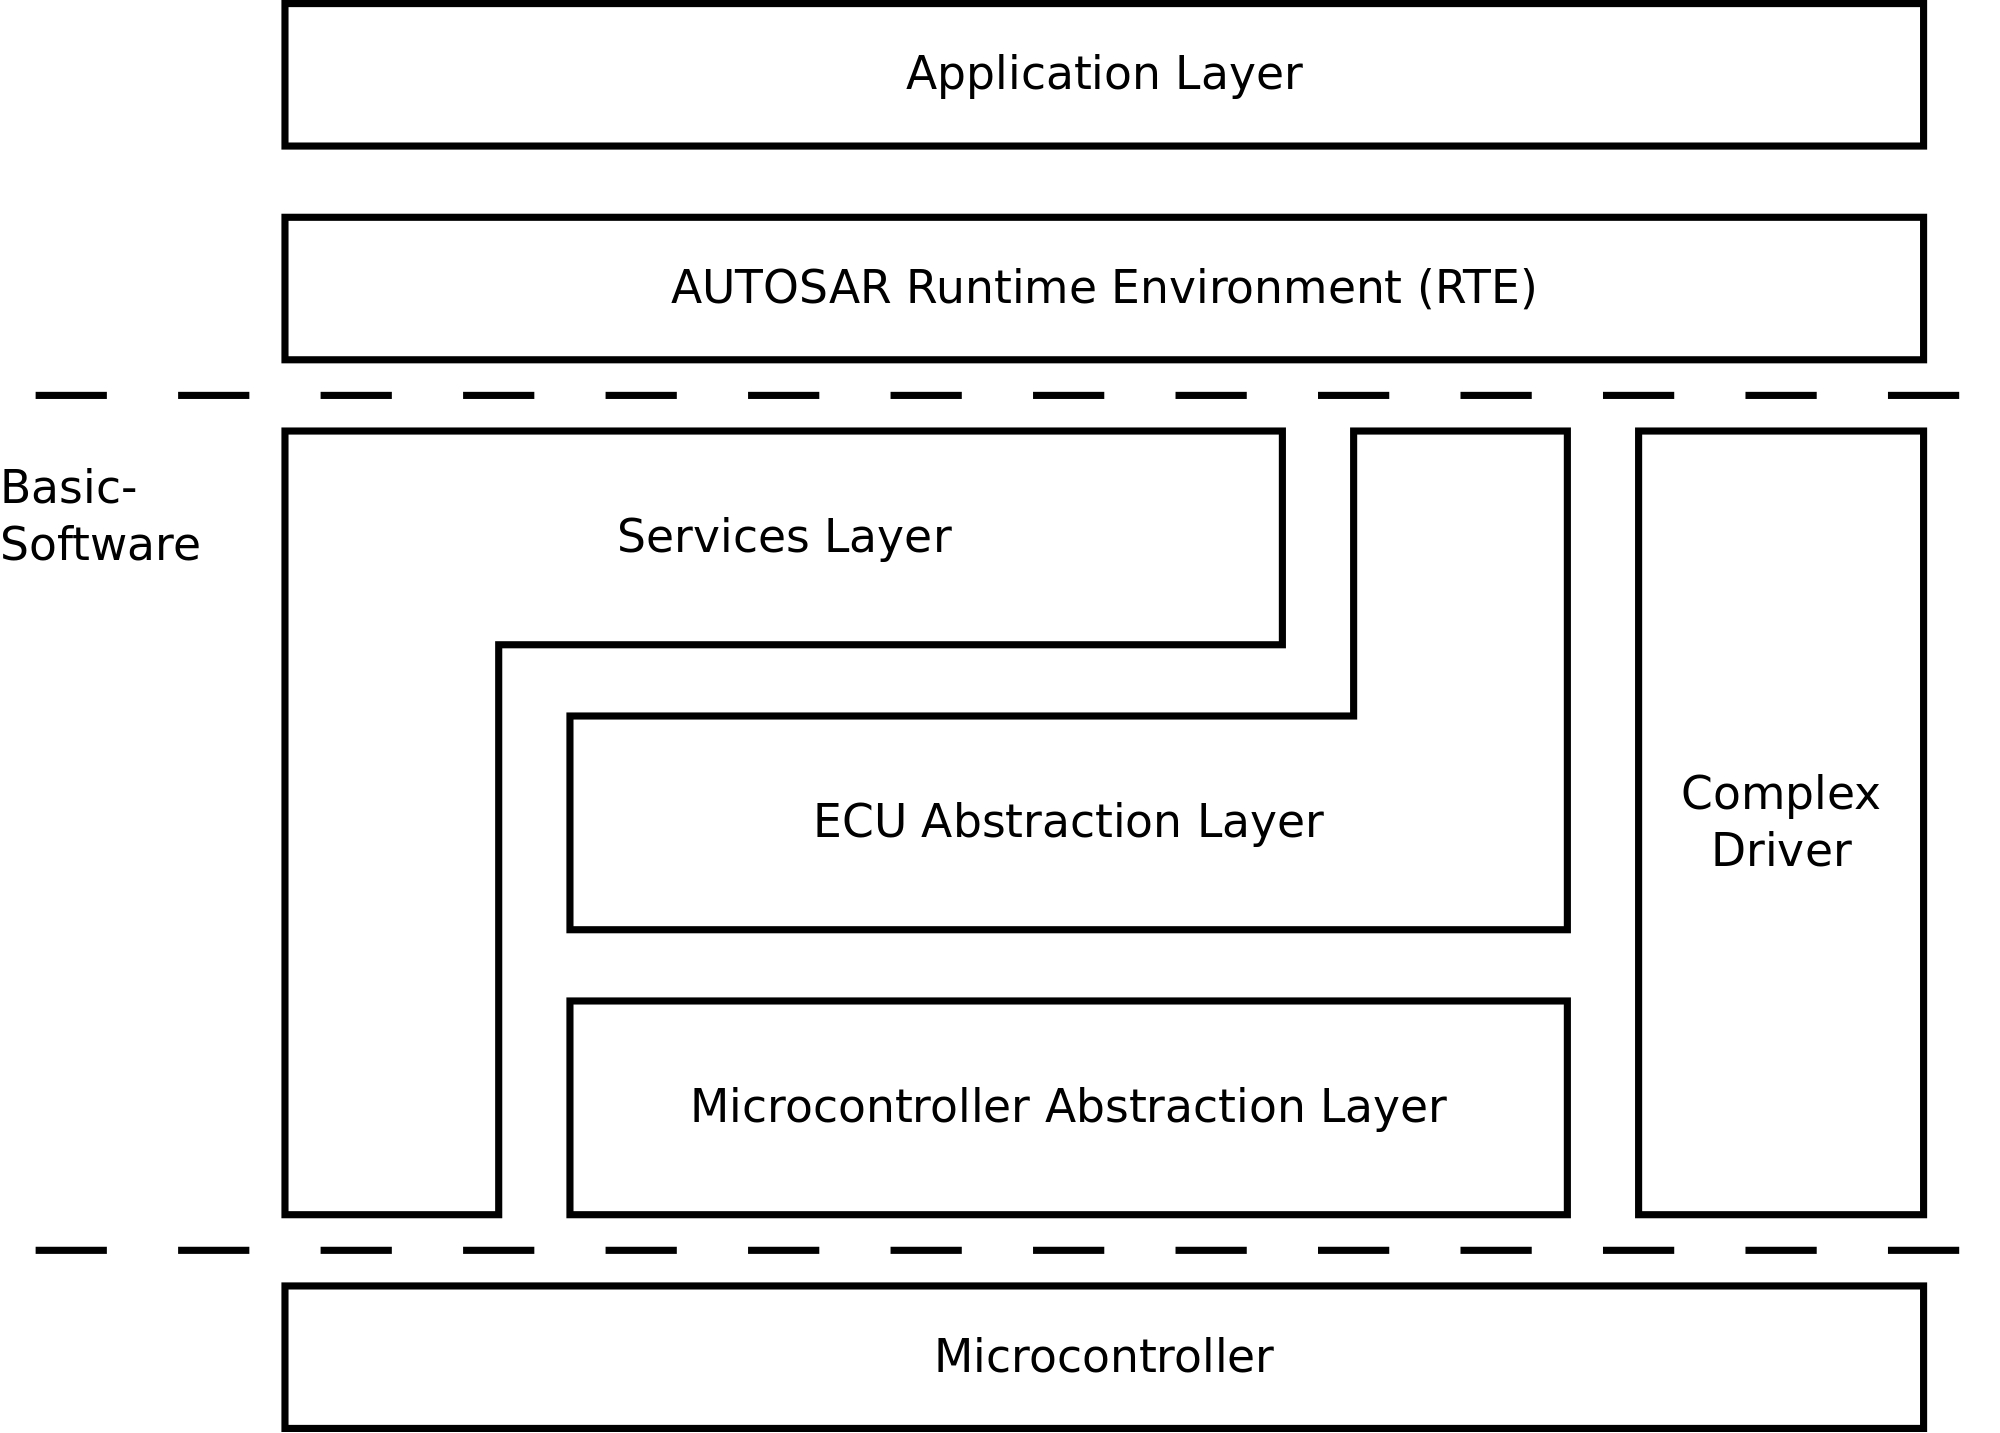 Application Layer
AUTOSAR Runtime Environment (RTE)
Basic-
Software
Services Layer
ECU Abstraction Layer
Complex
Driver
Microcontroller Abstraction Layer
Microcontroller